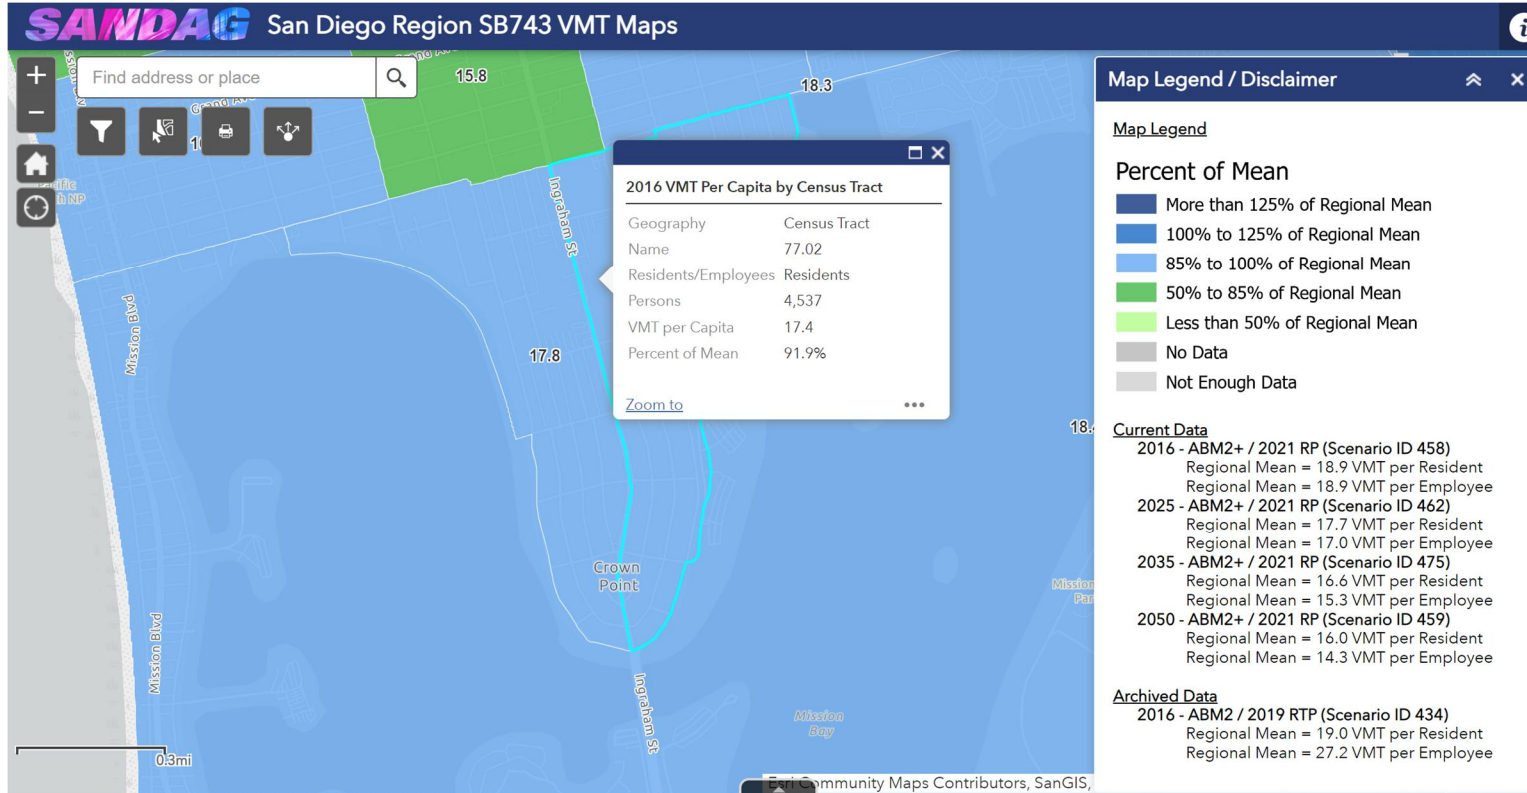 SANDAG San Diego Region SB743 VMT Maps
Find address or place
Grand Av
15.8
18.3
Map Legend / Disclaimer
Map Legend
Percent of Mean
More than 125% of Regional Mean
100% to 125% of Regional Mean
85% to 100% of Regional Mean
50% to 85% of Regional Mean
Less than 50% of Regional Mean
No Data
Not Enough Data
Current Data
2016 - ABM2+ / 2021 RP (Scenario ID 458)
Regional Mean = 18.9 VMT per Resident
Regional Mean = 18.9 VMT per Employee
2025 - ABM2+ / 2021 RP (Scenario ID 462)
Regional Mean = 17.7 VMT per Resident
Regional Mean = 17.0 VMT per Employee
2035 - ABM2+ / 2021 RP (Scenario ID 475)
Regional Mean = 16.6 VMT per Resident
Regional Mean = 15.3 VMT per Employee
2050 - ABM2+ / 2021 RP (Scenario ID 459)
Regional Mean = 16.0 VMT per Resident
Regional Mean = 14.3 VMT per Employee
Archived Data
2016 - ABM2 / 2019 RTP (Scenario ID 434)
Regional Mean = 19.0 VMT per Resident
Regional Mean = 27.2 VMT per Employee
2016 VMT Per Capita by Census Tract
Geography Census Tract
Name 77.02
Residents/Employees Residents
Persons 4,537
VMT per Capita 17.4
Percent of Mean 91.9%
Zoom to
Ingraham St
Mission Blvd
17.8
18.
Crown
Point
Mission
Par
Mission Blvd
Ingraham St
Mission
Bay
0.3mi
Esri Community Maps Contributors, SanGIS,